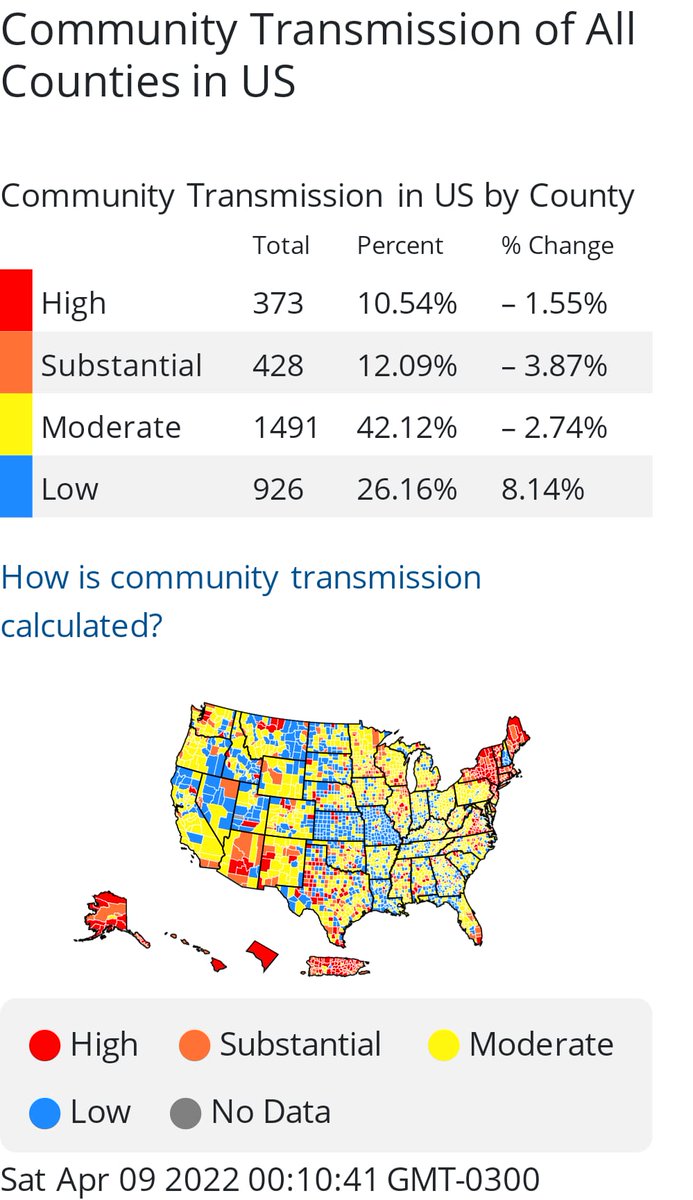 Community Transmission of All
Counties in US
Community Transmission in US by County
Total Percent % Change
High 373 10.54% – 1.55%
Substantial 428 12.09% – 3.87%
Moderate 1491 42.12% – 2.74%
Low 926 26.16% 8.14%
How is community transmission
calculated?
High Substantial Moderate
Low No Data
Sat Apr 09 2022 00:10:41 GMT-0300